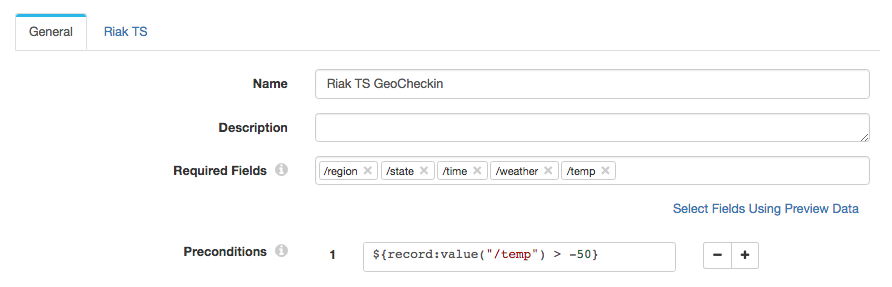 General Riak TS
Name Riak TS GeoCheckin
Description
Required Fields /region × /state × /time × /weather × /temp ×
Select Fields Using Preview Data
Preconditions 1 ${record:value("/temp") > -50} - +